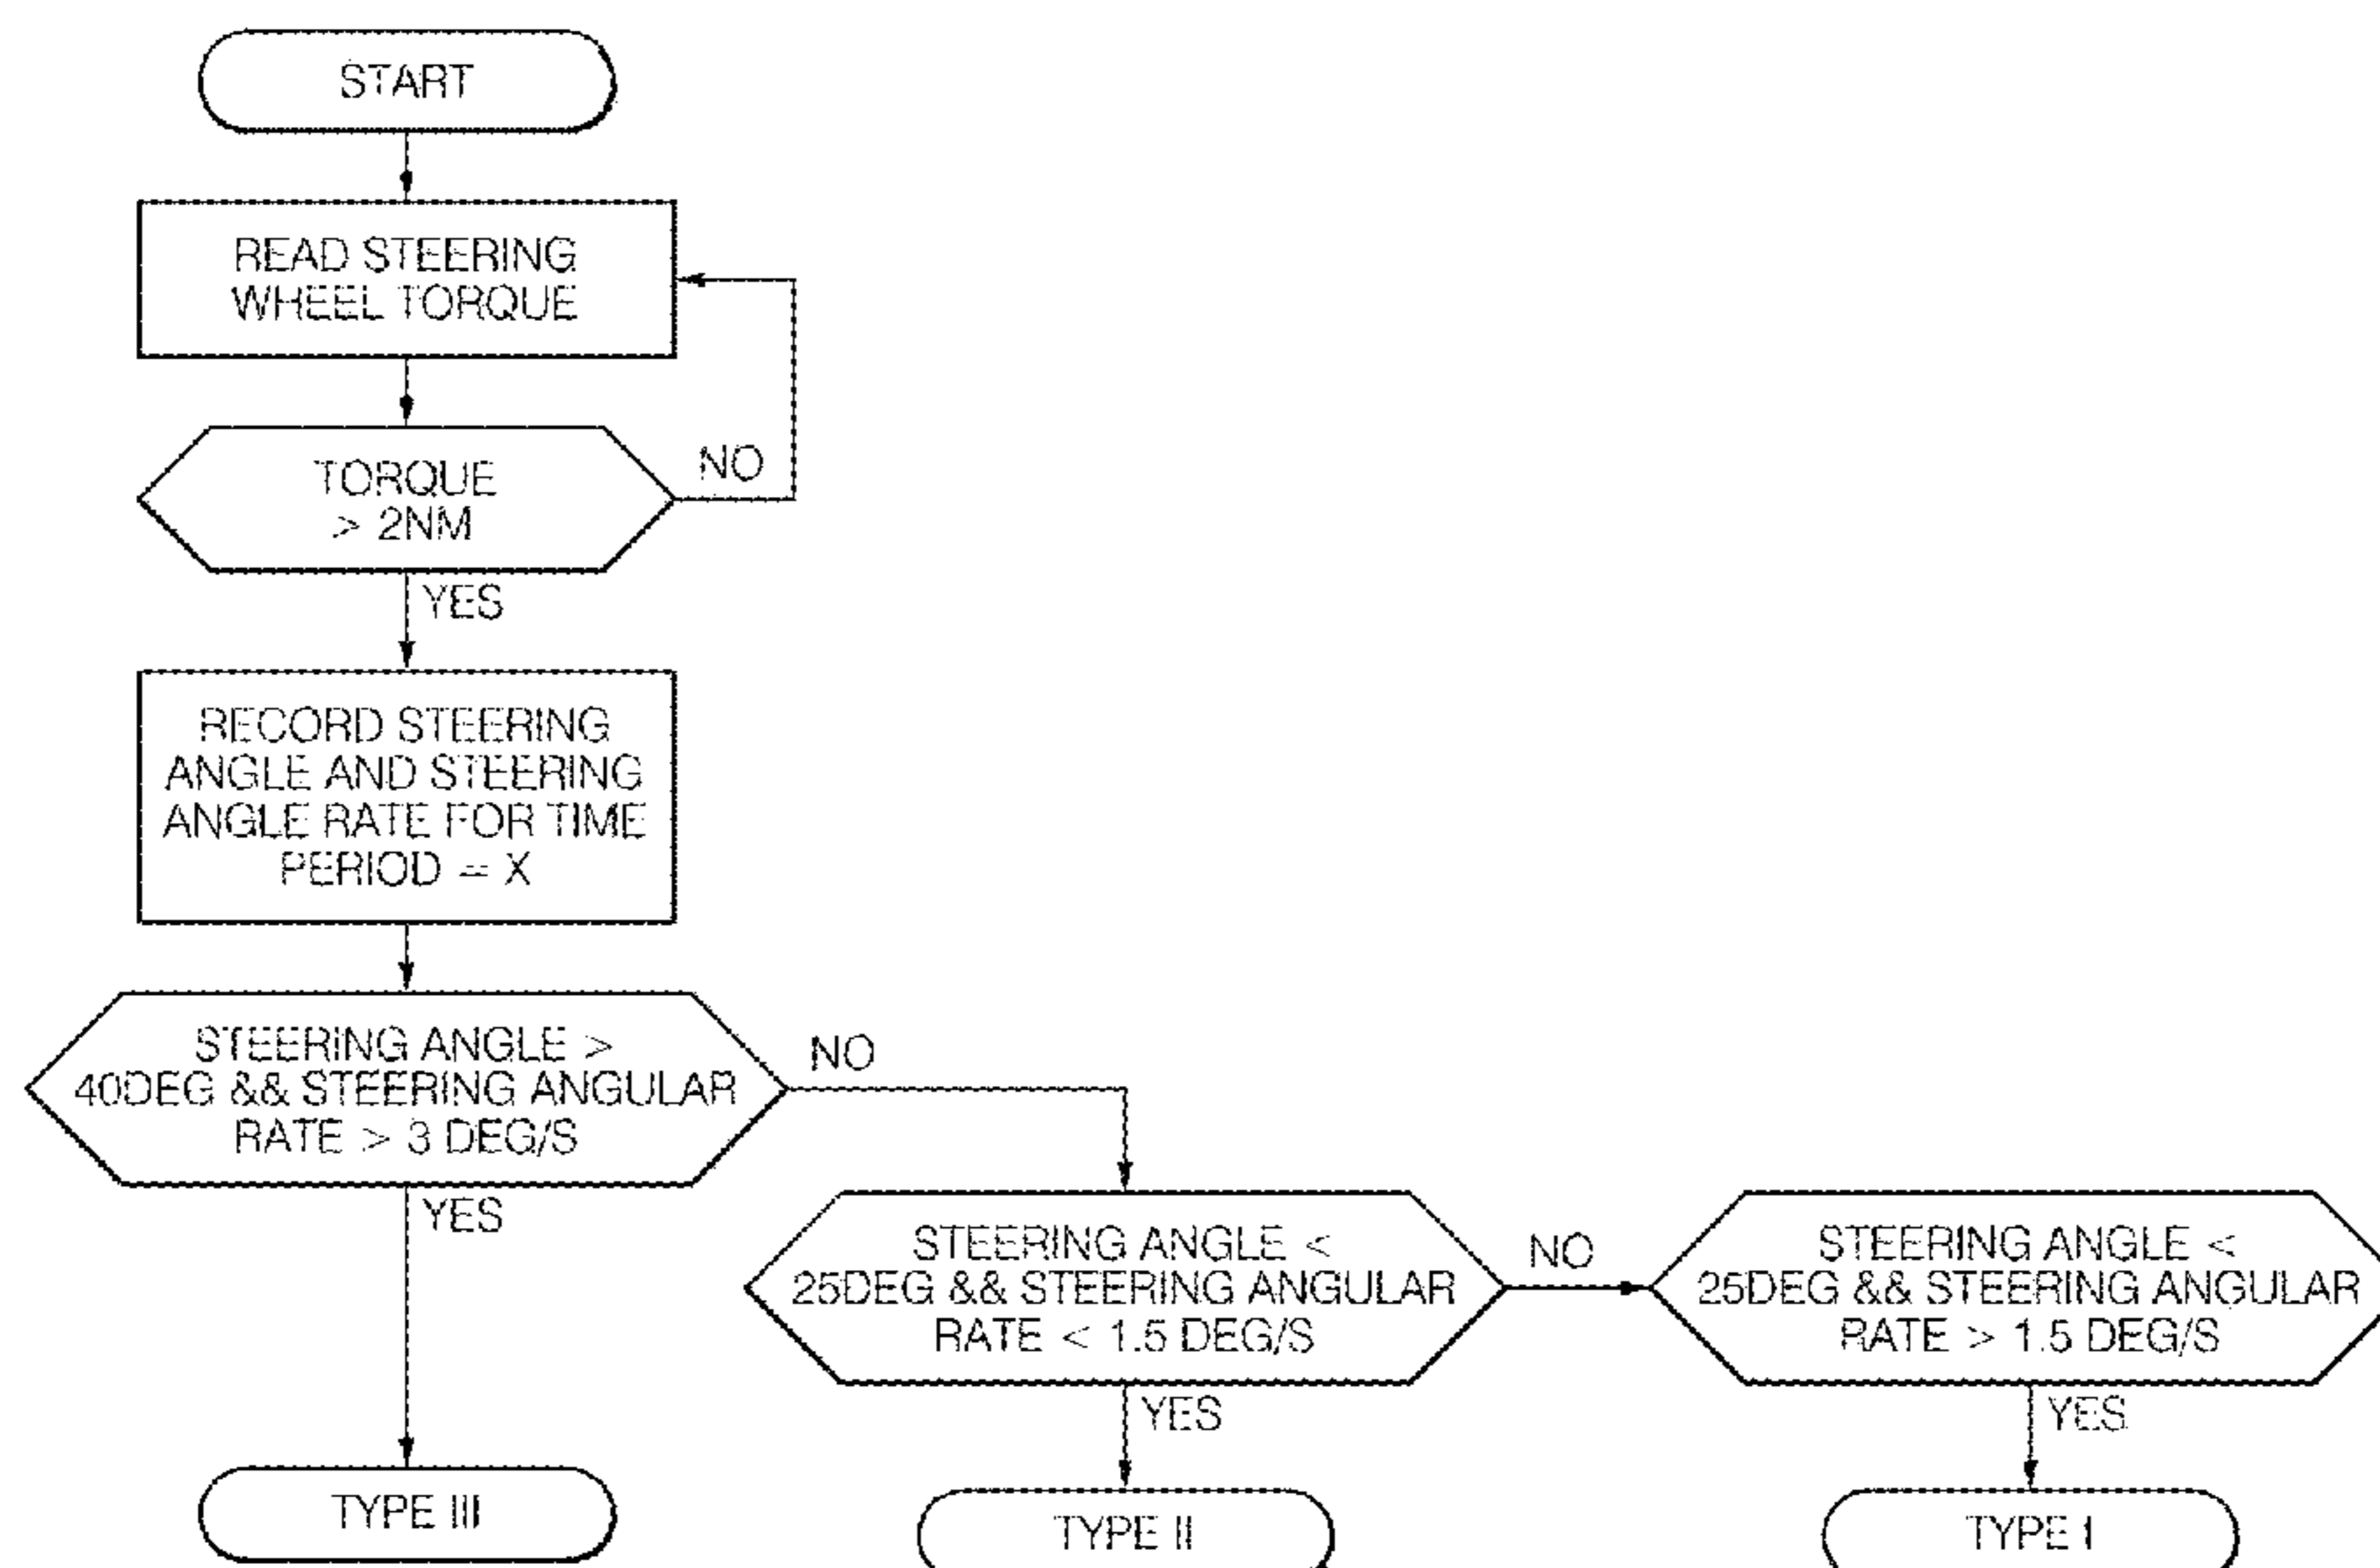 START
READ STEERING
WHEEL TORQUE
TORQUE
> 2NM
NO
YES
RECORD STEERING
ANGLE AND STEERING
ANGLE RATE FOR TIME
PERIOD = X
STEERING ANGLE >
40DEG && STEERING ANGULAR
RATE > 3 DEG/S
NO
YES
TYPE III
STEERING ANGLE <
25DEG && STEERING ANGULAR
RATE < 1.5 DEG/S
NO
YES
TYPE II
STEERING ANGLE <
25DEG && STEERING ANGULAR
RATE > 1.5 DEG/S
YES
TYPE I